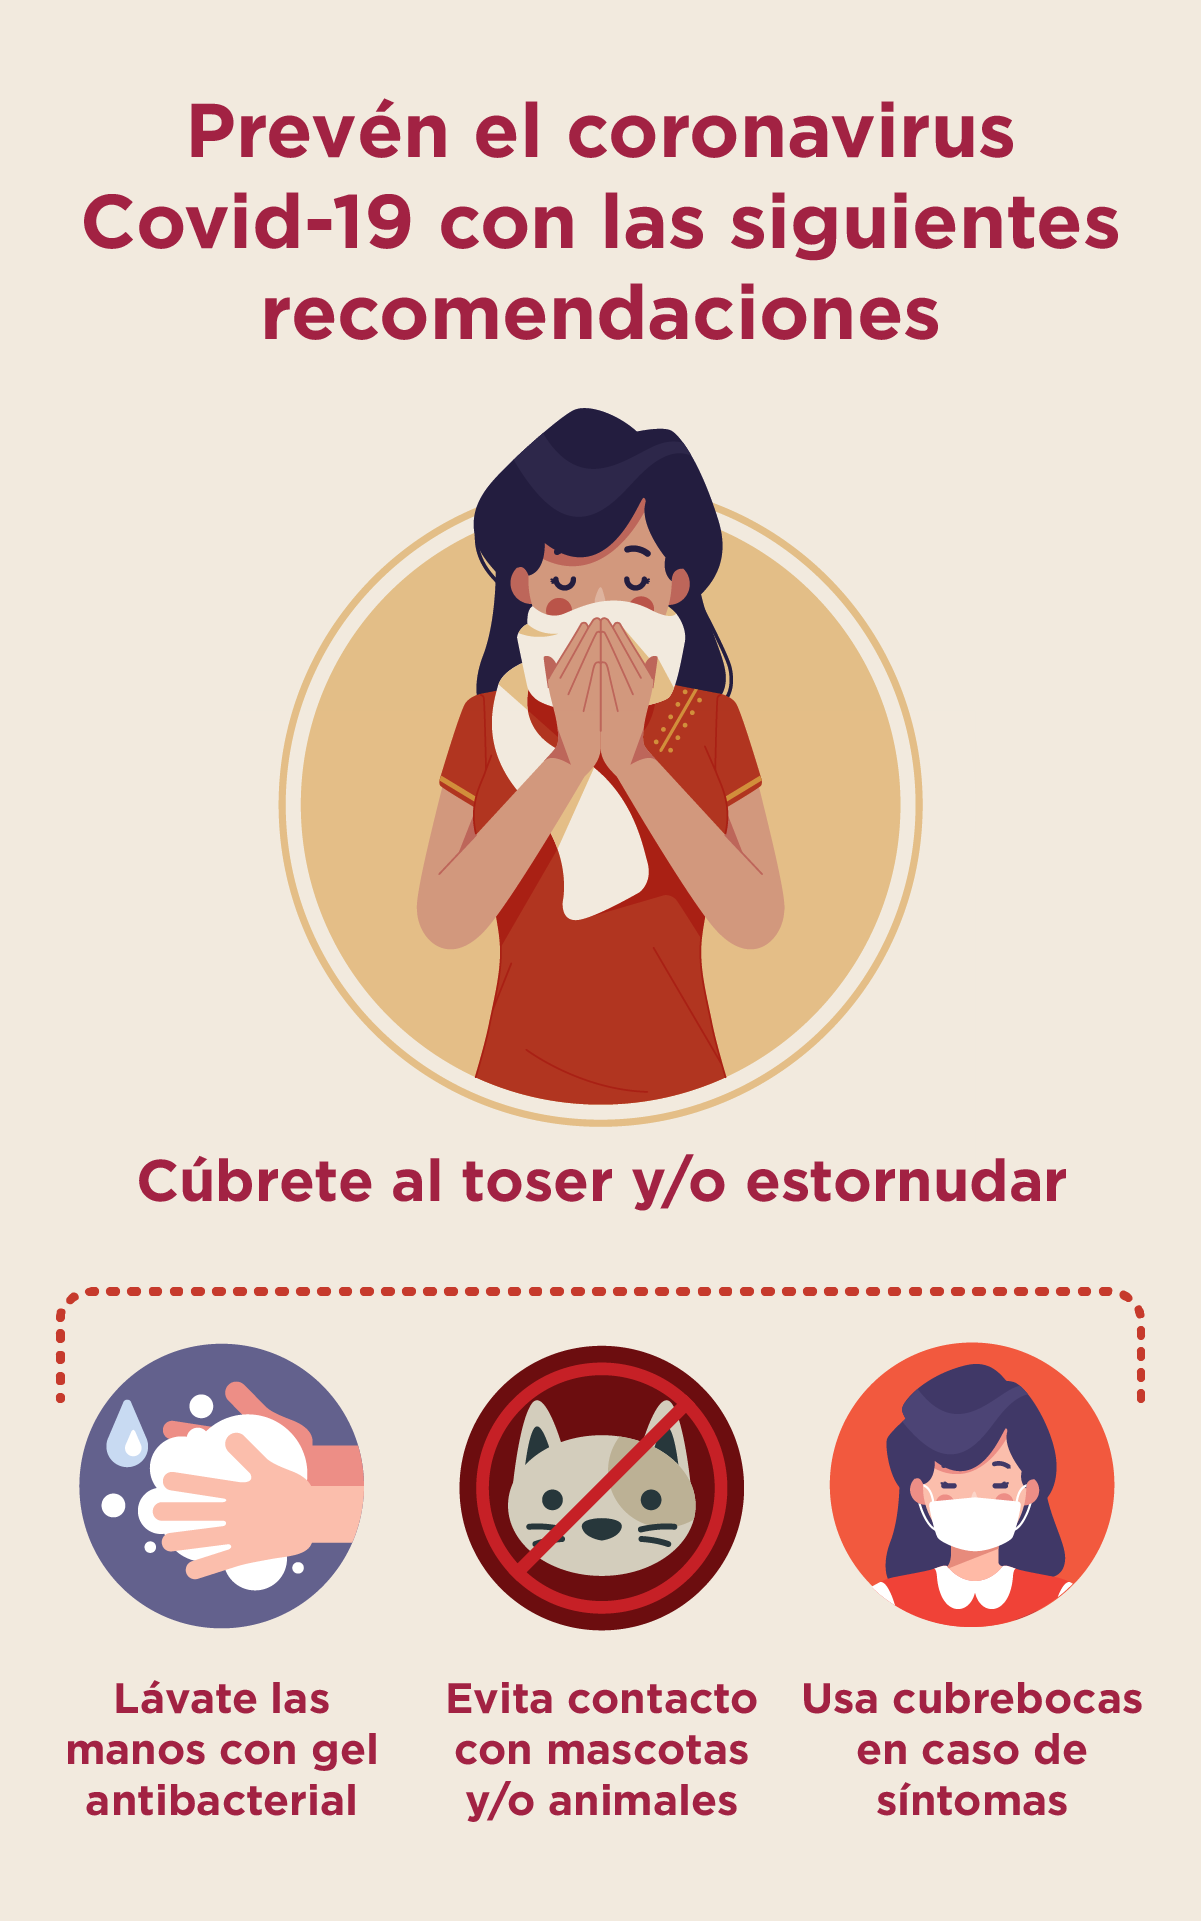 Prevén el coronavirus
Covid-19 con las siguientes
recomendaciones
Cúbrete al toser y/o estornudar
Lávate las
manos con gel
antibacterial
Evita contacto
con mascotas
y/o animales
Usa cubrebocas
en caso de
síntomas